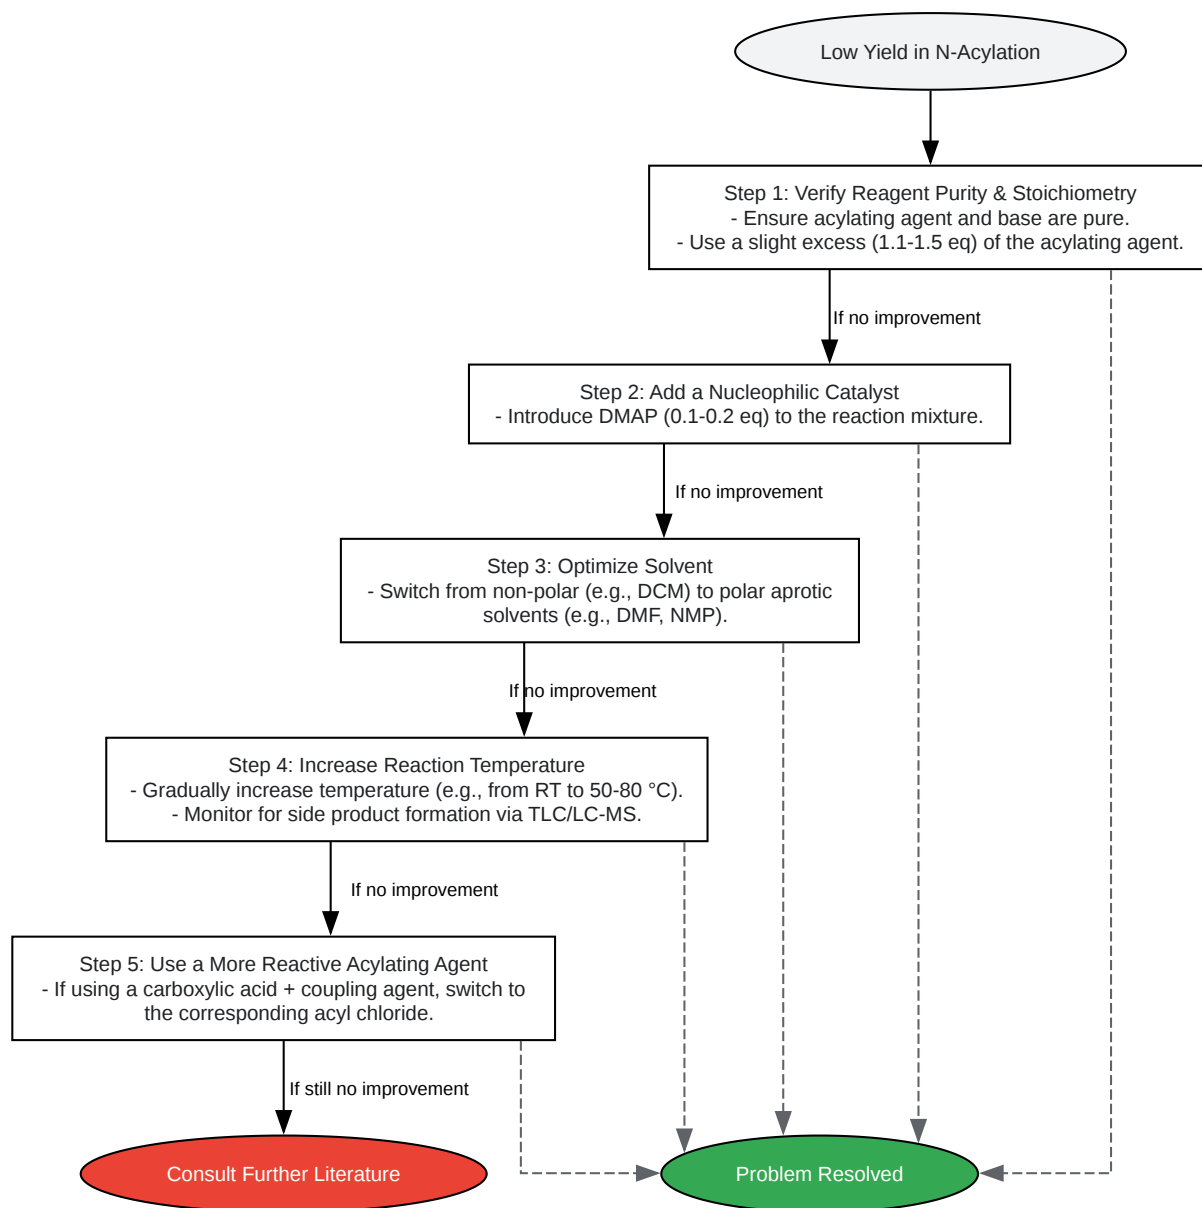 Low Yield in N-Acylation
Step 1: Verify Reagent Purity & Stoichiometry
- Ensure acylating agent and base are pure.
- Use a slight excess (1.1-1.5 eq) of the acylating agent.
If no improvement
Step 2: Add a Nucleophilic Catalyst
- Introduce DMAP (0.1-0.2 eq) to the reaction mixture.
If no improvement
Step 3: Optimize Solvent
- Switch from non-polar (e.g., DCM) to polar aprotic
solvents (e.g., DMF, NMP).
If no improvement
Step 4: Increase Reaction Temperature
- Gradually increase temperature (e.g., from RT to 50-80 °C).
- Monitor for side product formation via TLC/LC-MS.
If no improvement
Step 5: Use a More Reactive Acylating Agent
- If using a carboxylic acid + coupling agent, switch to
the corresponding acyl chloride.
If still no improvement
Consult Further Literature
Problem Resolved